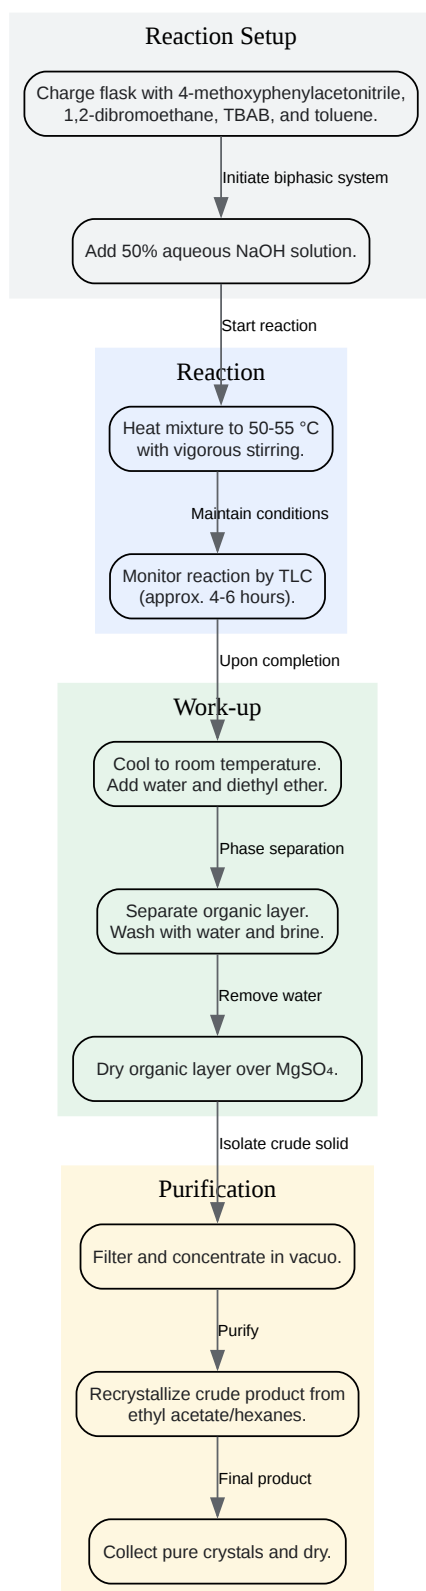 Reaction Setup
Charge flask with 4-methoxyphenylacetonitrile,
1,2-dibromoethane, TBAB, and toluene.
Initiate biphasic system
Add 50% aqueous NaOH solution.
Start reaction
Reaction
Heat mixture to 50-55 °C
with vigorous stirring.
Maintain conditions
Monitor reaction by TLC
(approx. 4-6 hours).
Upon completion
Work-up
Cool to room temperature.
Add water and diethyl ether.
Phase separation
Separate organic layer.
Wash with water and brine.
Remove water
Dry organic layer over MgSO₄.
Isolate crude solid
Purification
Filter and concentrate in vacuo.
Purify
Recrystallize crude product from
ethyl acetate/hexanes.
Final product
Collect pure crystals and dry.